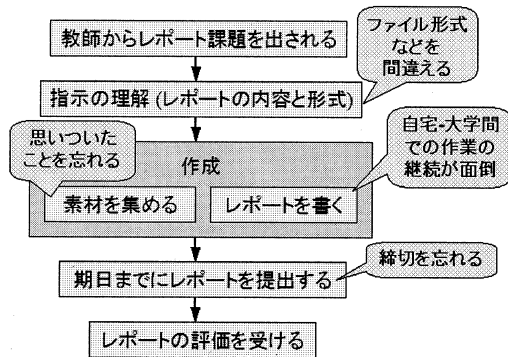 教師からレポート課題を出される
ファイル形式
などを
間違える
指示の理解 (レポートの内容と形式)
思いついた
ことを忘れる
作成
自宅-大学間
での作業の
継続が面倒
素材を集める
レポートを書く
期日までにレポートを提出する
締切を忘れる
レポートの評価を受ける